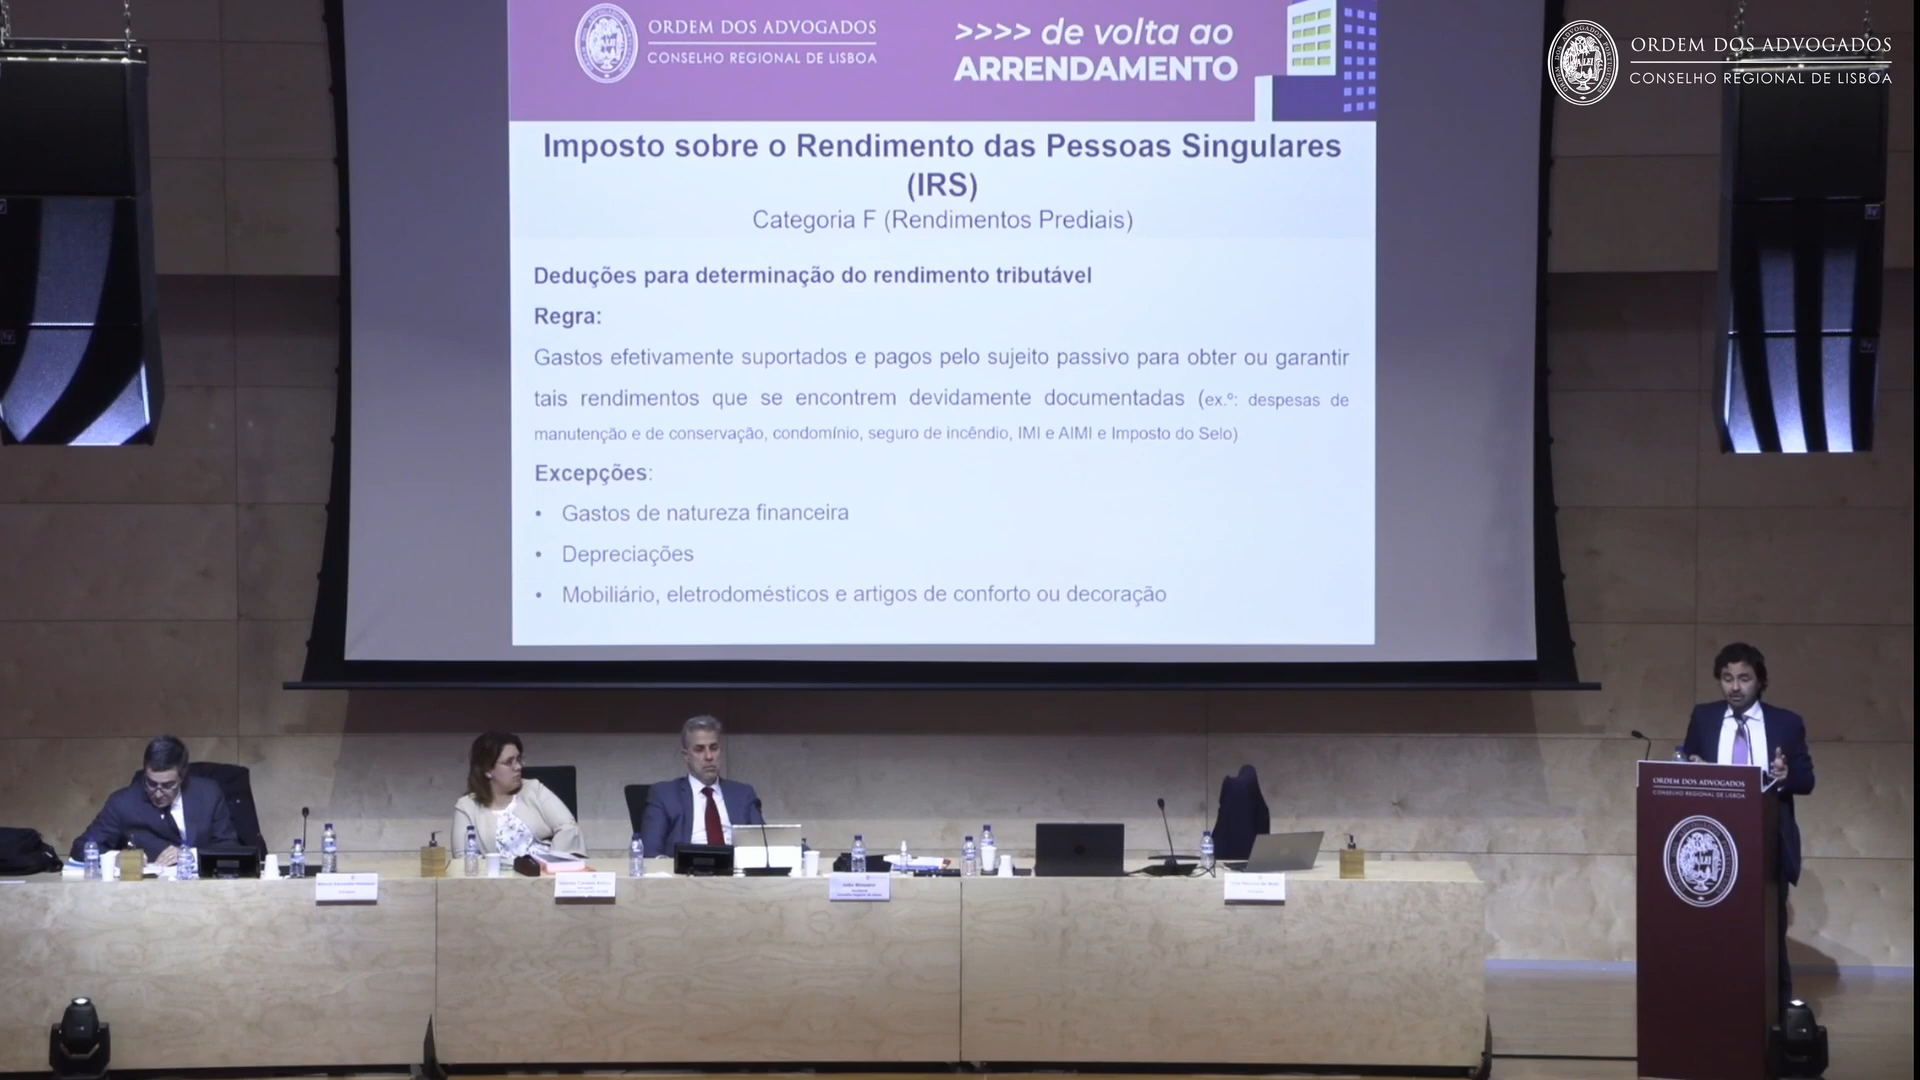 ORDEM DOS ADVOGADOS
CONSELHO REGIONAL DE LISBOA
>>>> de volta ao
ARRENDAMENTO
ORDEM DOS ADVOGADOS
CONSELHO REGIONAL DE LISBOA
Imposto sobre o Rendimento das Pessoas Singulares
(IRS)
Categoria F (Rendimentos Prediais)
Deduções para determinação do rendimento tributável
Regra:
Gastos efetivamente suportados e pagos pelo sujeito passivo para obter ou garantir
tais rendimentos que se encontrem devidamente documentadas (ex.º: despesas de
manutenção e de conservação, condomínio, seguro de incêndio, IMI e AIMI e Imposto do Selo)
Excepções:
• Gastos de natureza financeira
• Depreciações
• Mobiliário, eletrodomésticos e artigos de conforto ou decoração
ORDEM DOS ADVOGADOS
CONSELHO REGIONAL DE LISBOA